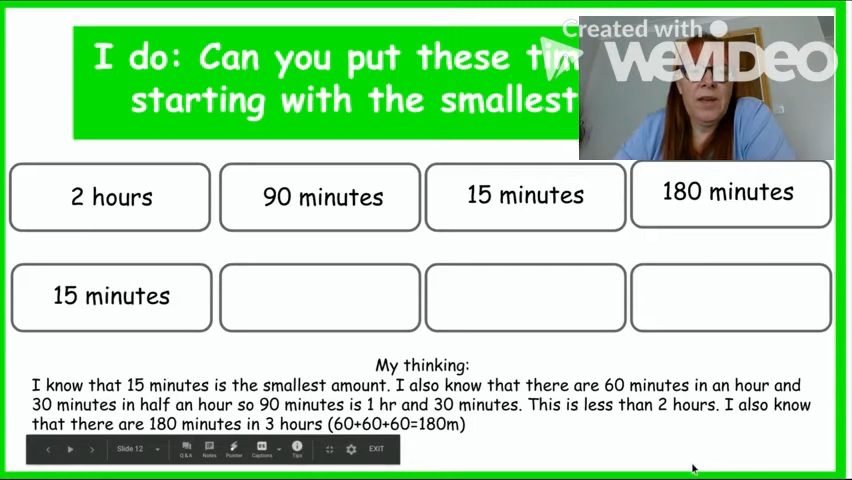 Created with
WEVIDEO
I do: Can you put these
starting with the smallest
2 hours
90 minutes
15 minutes
180 minutes
15 minutes
My thinking:
I know that 15 minutes is the smallest amount. I also know that there are 60 minutes in an hour and
30 minutes in half an hour so 90 minutes is 1 hr and 30 minutes. This is less than 2 hours. I also know
that there are 180 minutes in 3 hours (60+60+60=180m)
Slide 12
Q&A
Notes
Pointer
Captions
Tips
EXIT